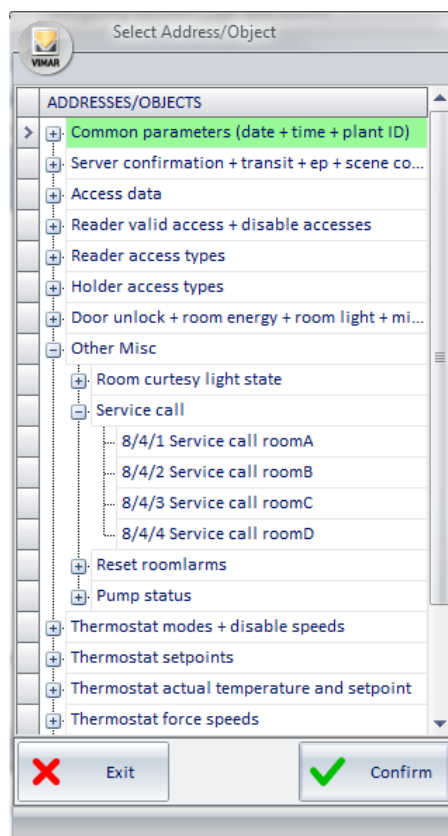 Select Address/Object
VIMAR
ADDRESSES/OBJECTS
Common parameters (date + time + plant ID)
Server confirmation + transit + ep + scene co...
Access data
Reader valid access + disable accesses
Reader access types
Holder access types
Door unlock + room energy + room light + mi...
Other Misc
Room curtesy light state
Service call
8/4/1 Service call roomA
8/4/2 Service call roomB
8/4/3 Service call roomC
8/4/4 Service call roomD
Reset roomlarms
Pump status
Thermostat modes + disable speeds
Thermostat setpoints
Thermostat actual temperature and setpoint
Thermostat force speeds
Exit Confirm